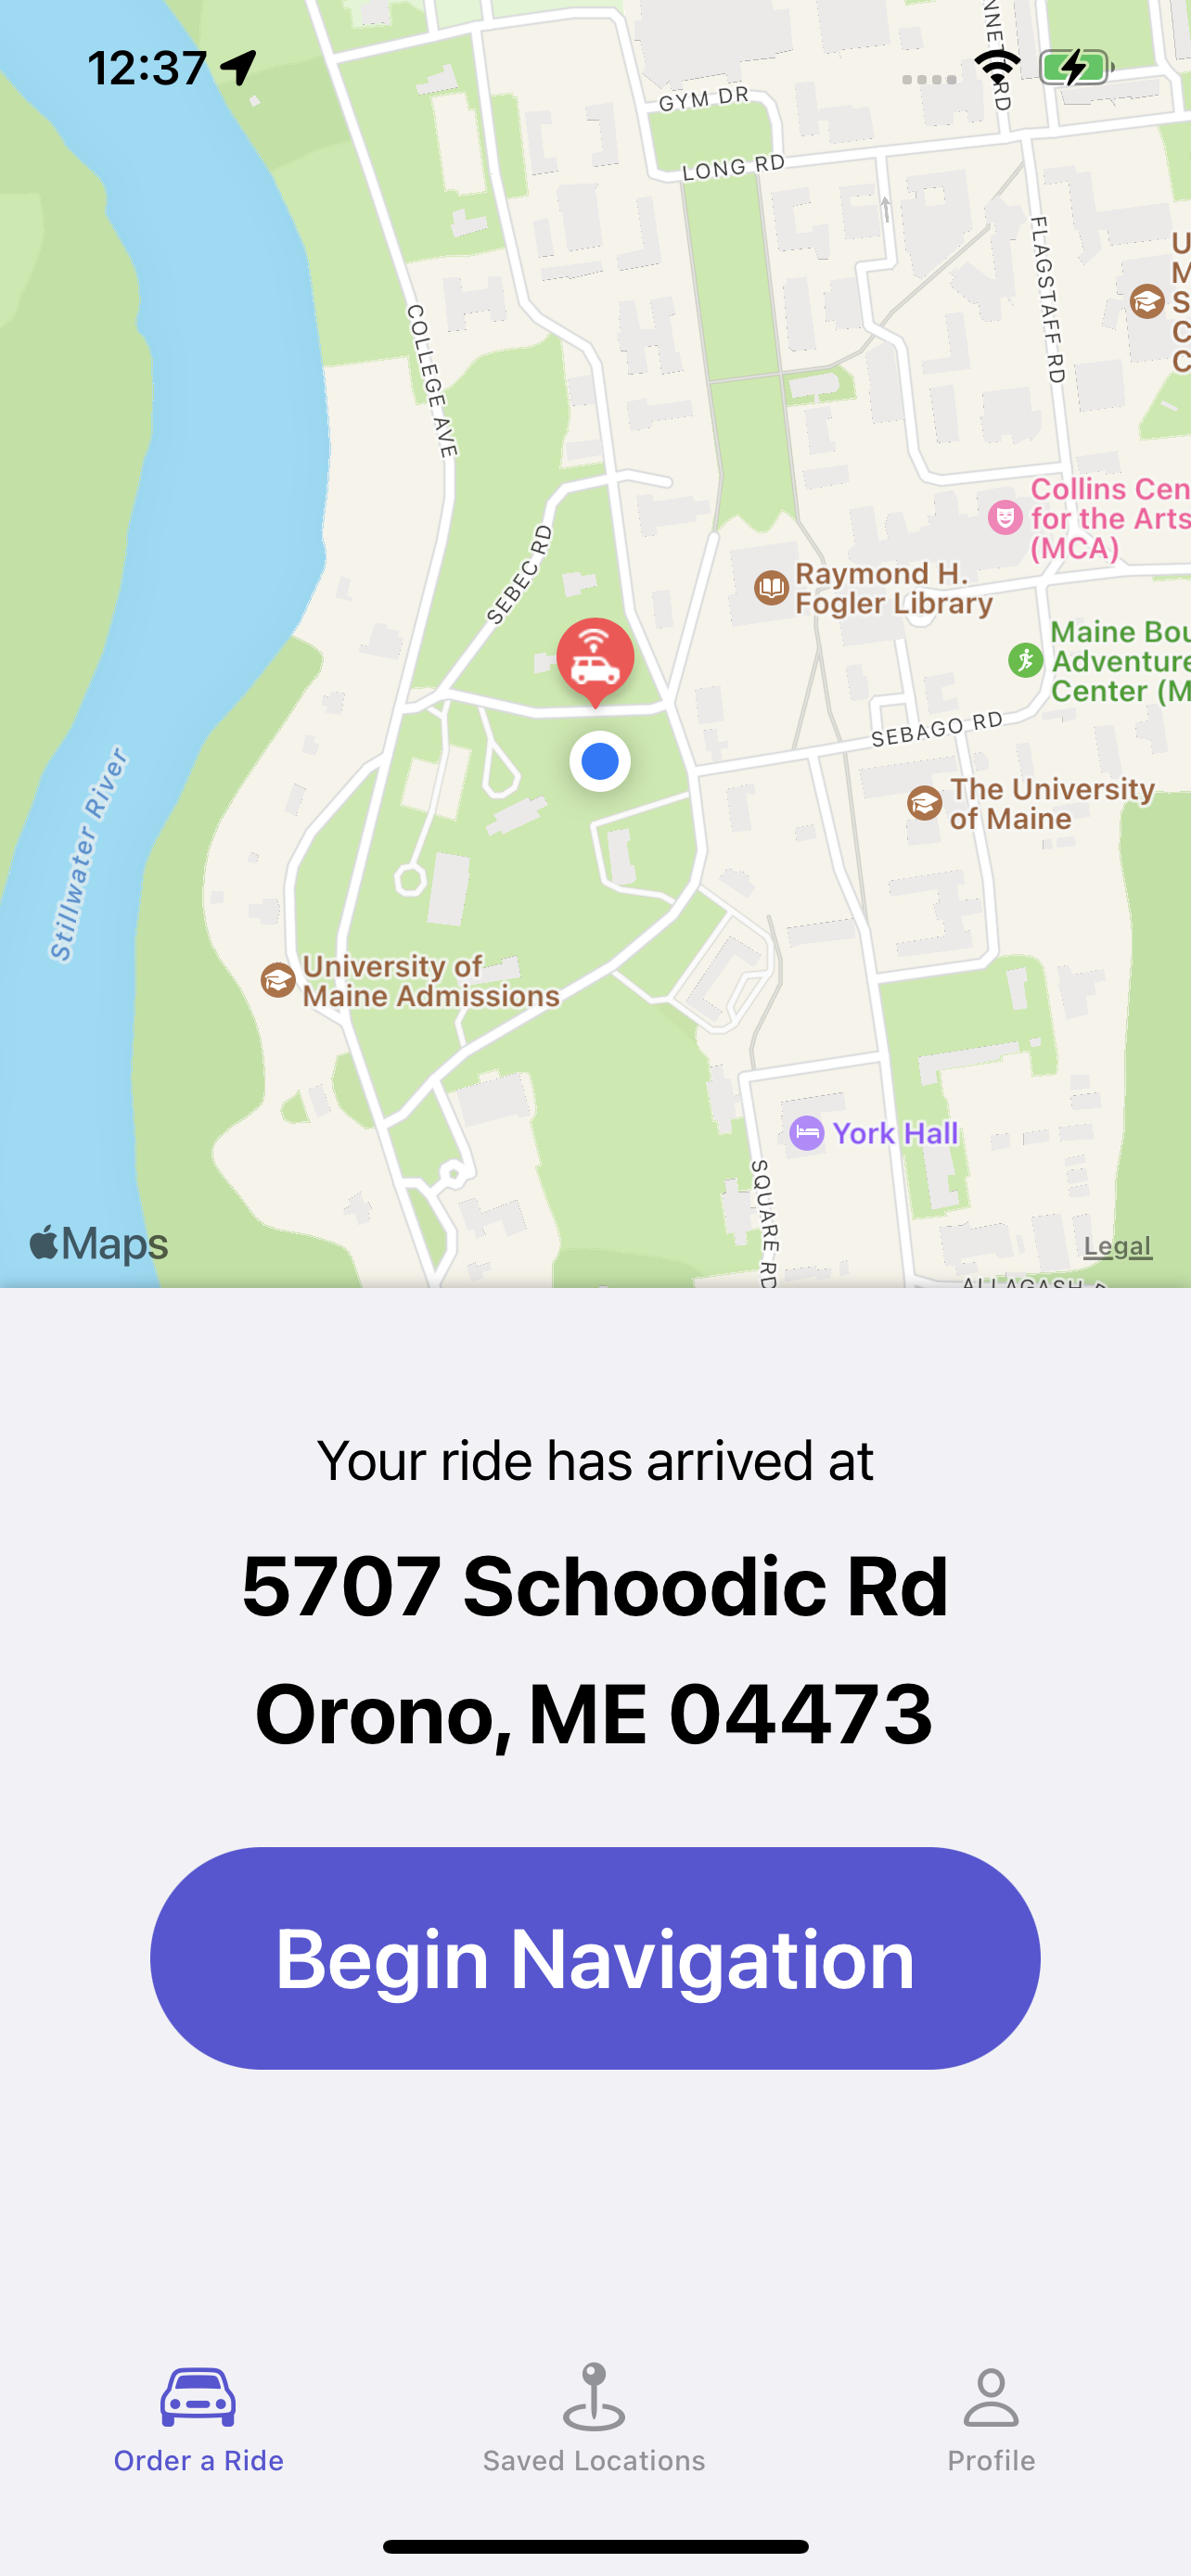 12:37
NNET RD
GYM DR
LONG RD
FLAGSTAFF RD
U
M
S
C
C
COLLEGE AVE
Collins Cen
for the Arts
(MCA)
SEBEC RD
Raymond H.
Fogler Library
Maine Bou
Adventure
Center (M
SEBAGO RD
Stillwater River
The University
of Maine
University of
Maine Admissions
York Hall
SQUARE RD
Maps
Legal
ALLAGASH
Your ride has arrived at
5707 Schoodic Rd
Orono, ME 04473
Begin Navigation
Order a Ride
Saved Locations
Profile